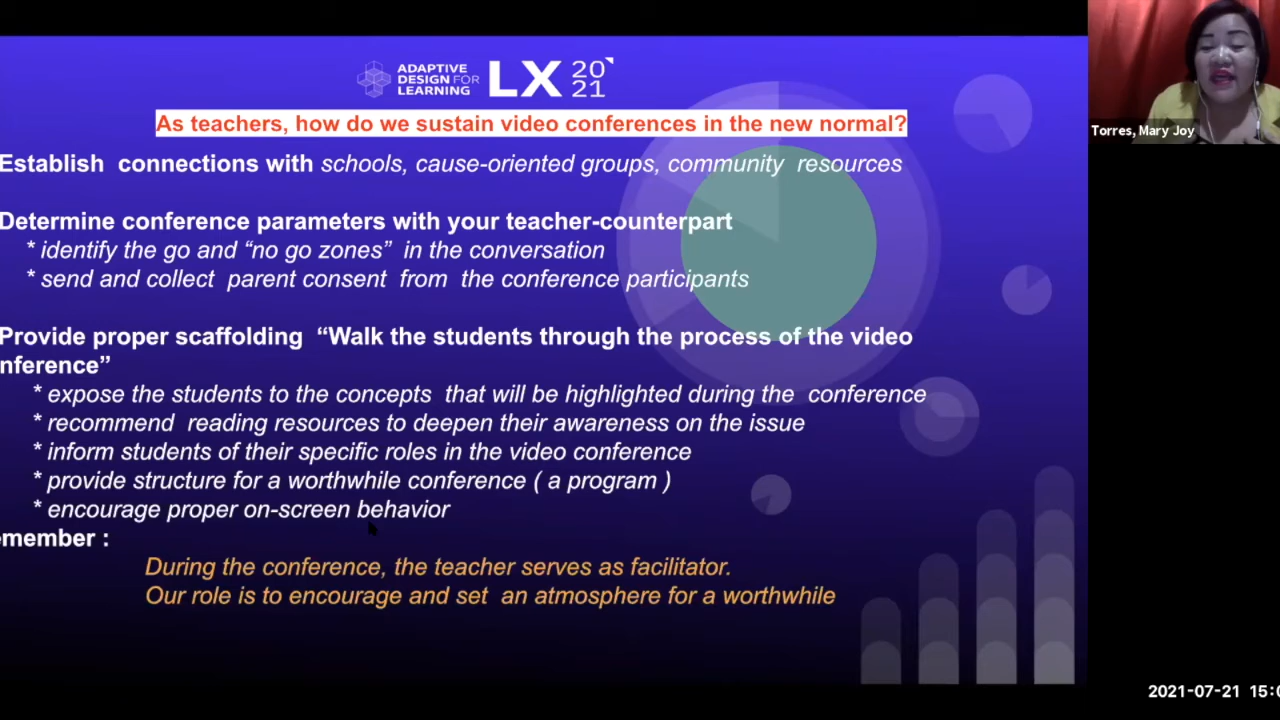 ADAPTIVE
DESIGN FOR
LEARNING
LX
20
21
As teachers, how do we sustain video conferences in the new normal?
Establish connections with schools, cause-oriented groups, community resources
Determine conference parameters with your teacher-counterpart
* identify the go and “no go zones” in the conversation
* send and collect parent consent from the conference participants
Provide proper scaffolding “Walk the students through the process of the video
nference”
* expose the students to the concepts that will be highlighted during the conference
* recommend reading resources to deepen their awareness on the issue
* inform students of their specific roles in the video conference
* provide structure for a worthwhile conference ( a program )
* encourage proper on-screen behavior
member :
During the conference, the teacher serves as facilitator.
Our role is to encourage and set an atmosphere for a worthwhile
Torres, Mary Joy
2021-07-21 15:0